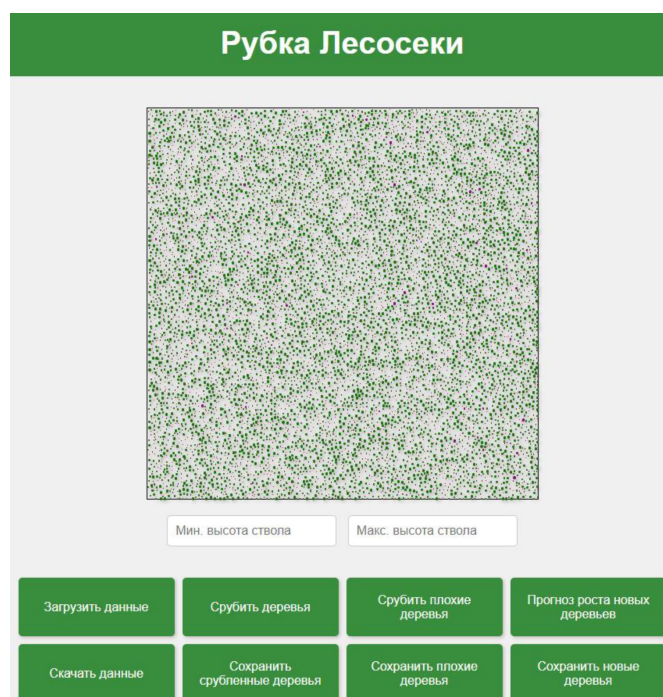 Рубка Лесосеки
Мин. высота ствола
Макс. высота ствола
Загрузить данные
Срубить деревья
Срубить плохие
деревья
Прогноз роста новых
деревьев
Скачать данные
Сохранить
срубленные деревья
Сохранить плохие
деревья
Сохранить новые
деревья